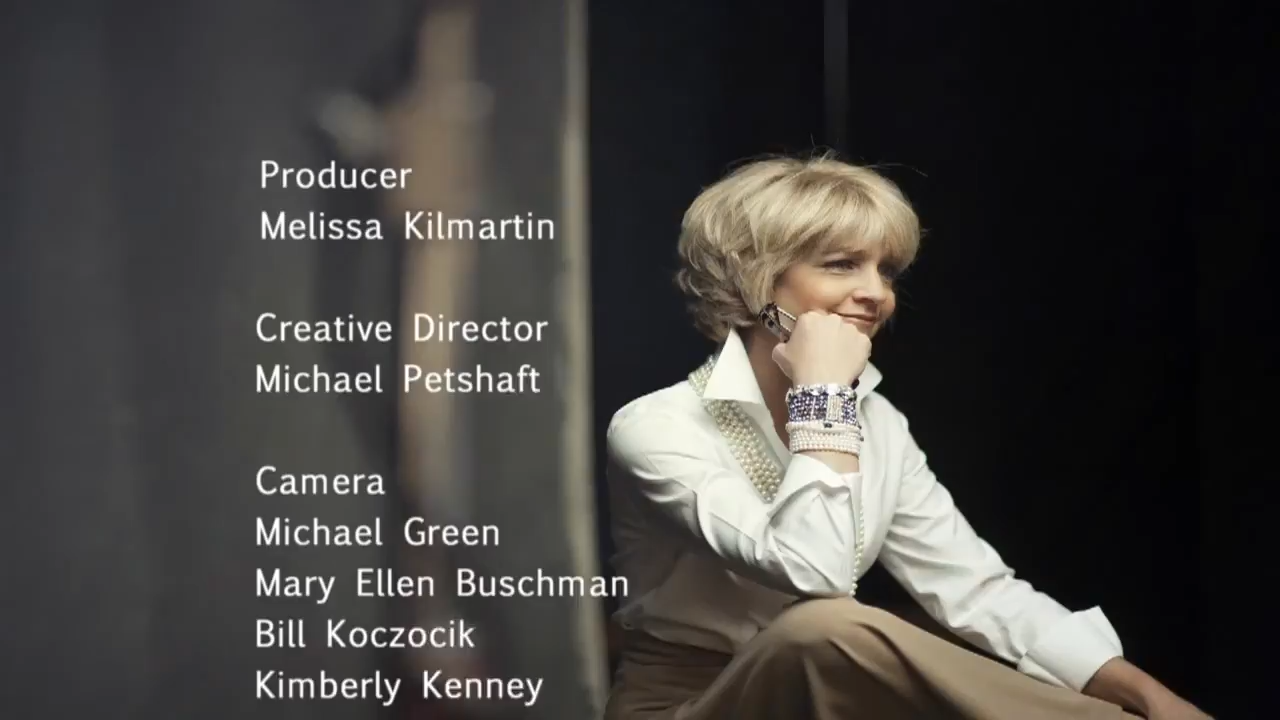 Producer
Melissa Kilmartin
Creative Director
Michael Petshaft
Camera
Michael Green
Mary Ellen Buschman
Bill Koczocik
Kimberly Kenney